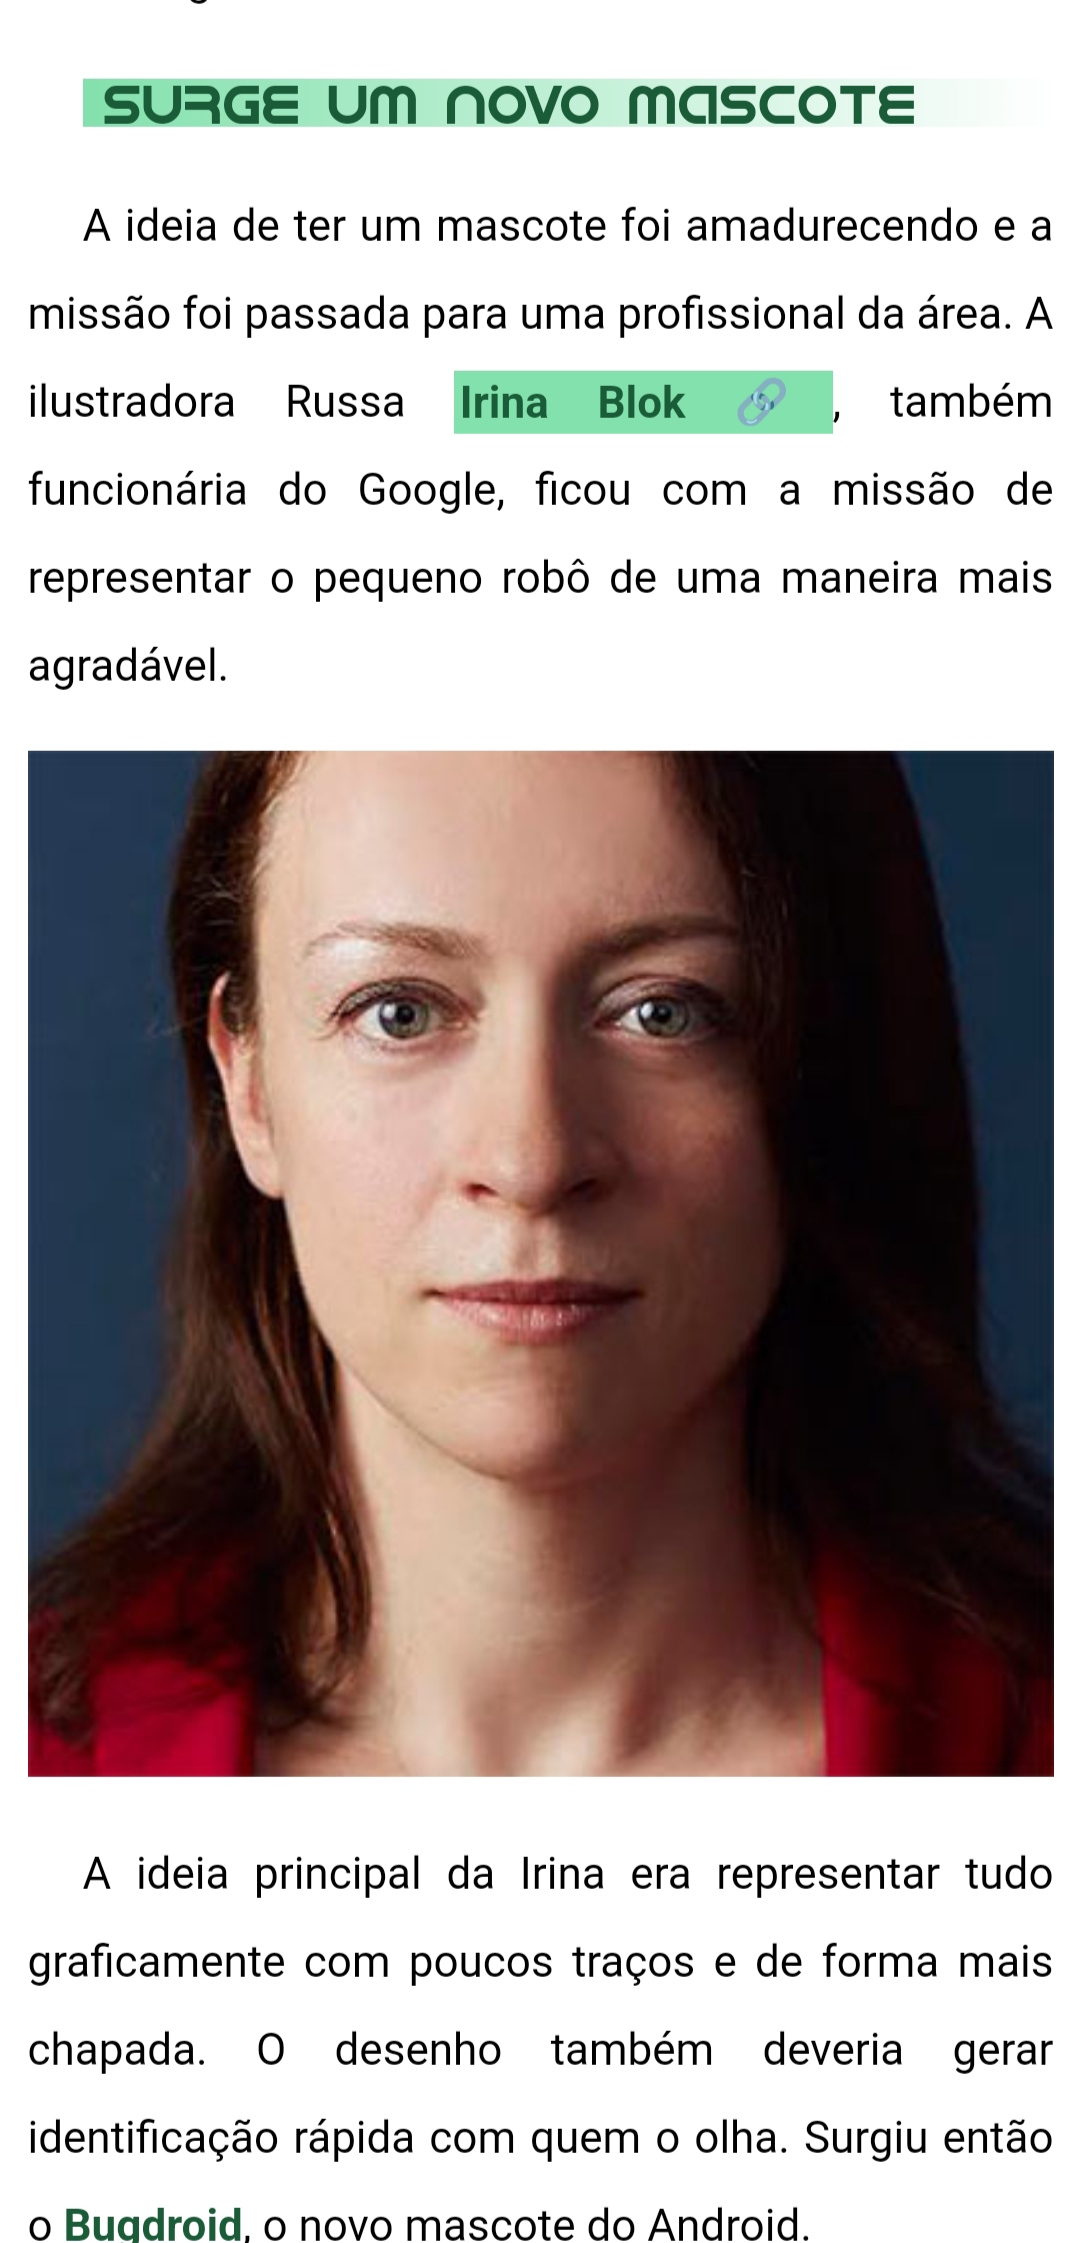 SURGE UM NOVO MASCOTE
A ideia de ter um mascote foi amadurecendo e a
missão foi passada para uma profissional da área. A
ilustradora Russa Irina Blok 🔗 , também
funcionária do Google, ficou com a missão de
representar o pequeno robô de uma maneira mais
agradável.
A ideia principal da Irina era representar tudo
graficamente com poucos traços e de forma mais
chapada. O desenho também deveria gerar
identificação rápida com quem o olha. Surgiu então
o Bugdroid, o novo mascote do Android.